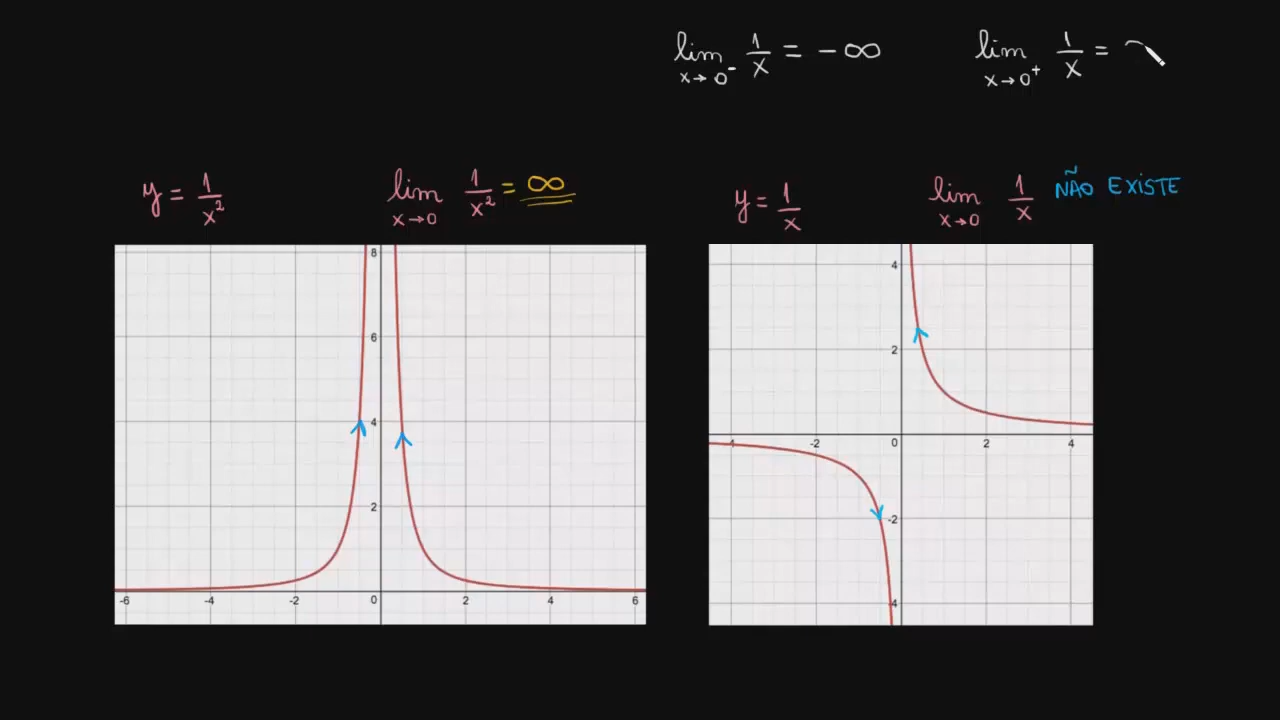 lim x→0⁻ 1/x = -∞
lim x→0⁺ 1/x =
y = 1/x²
lim x→0 1/x² = ∞
y = 1/x
lim x→0 1/x NÃO EXISTE
8
6
4
2
-6 -4 -2 0 2 4 6
4
2
-4 -2 0 2 4
-2
-4